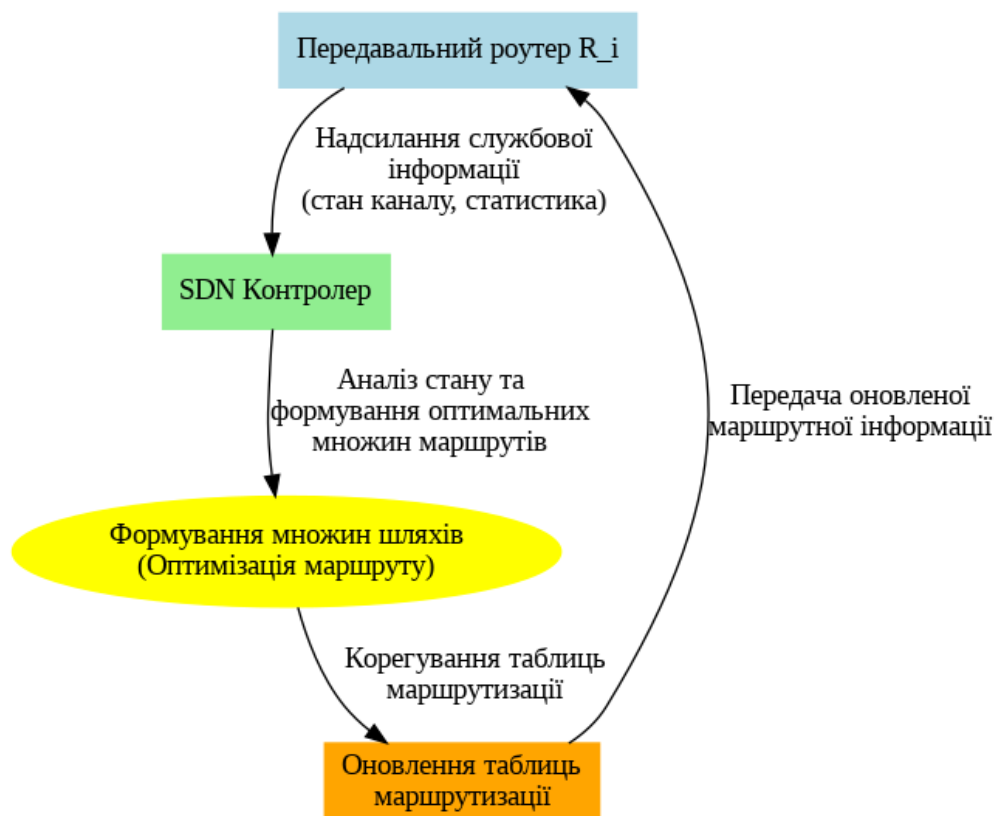 Передавальний роутер R_i
Надсилання службової
інформації
(стан каналу, статистика)
SDN Контролер
Аналіз стану та
формування оптимальних
множин маршрутів
Передача оновленої
маршрутної інформації
Формування множин шляхів
(Оптимізація маршруту)
Корегування таблиць
маршрутизації
Оновлення таблиць
маршрутизації